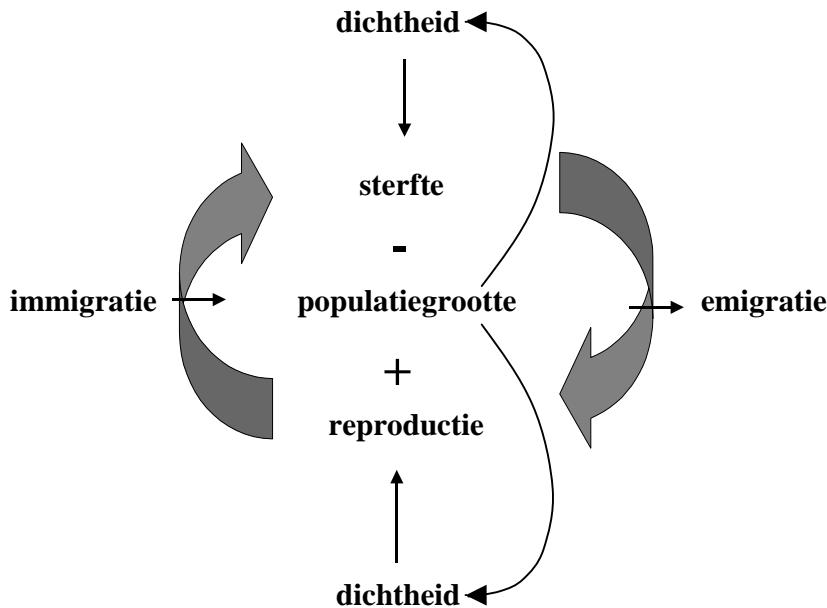 dichtheid
sterfte
-
immigratie populatiegrootte emigratie
+
reproductie
dichtheid